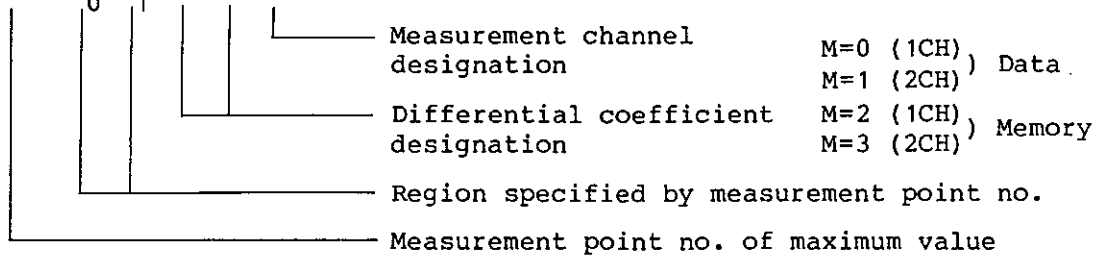 0 1
Measurement channel designation M=0 (1CH), M=1 (2CH)) Data
Differential coefficient designation M=2 (1CH), M=3 (2CH)) Memory
Region specified by measurement point no.
Measurement point no. of maximum value